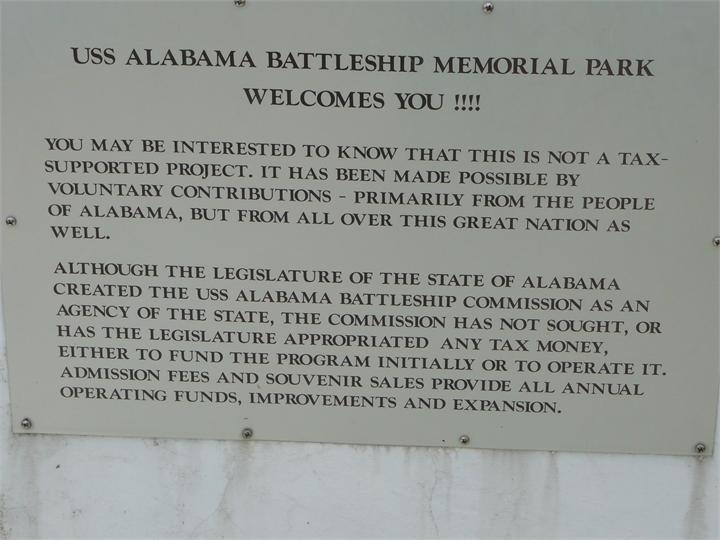 USS ALABAMA BATTLESHIP MEMORIAL PARK
WELCOMES YOU !!!!
YOU MAY BE INTERESTED TO KNOW THAT THIS IS NOT A TAX-
SUPPORTED PROJECT. IT HAS BEEN MADE POSSIBLE BY
VOLUNTARY CONTRIBUTIONS - PRIMARILY FROM THE PEOPLE
OF ALABAMA, BUT FROM ALL OVER THIS GREAT NATION AS
WELL.
ALTHOUGH THE LEGISLATURE OF THE STATE OF ALABAMA
CREATED THE USS ALABAMA BATTLESHIP COMMISSION AS AN
AGENCY OF THE STATE, THE COMMISSION HAS NOT SOUGHT, OR
HAS THE LEGISLATURE APPROPRIATED ANY TAX MONEY,
EITHER TO FUND THE PROGRAM INITIALLY OR TO OPERATE IT.
ADMISSION FEES AND SOUVENIR SALES PROVIDE ALL ANNUAL
OPERATING FUNDS, IMPROVEMENTS AND EXPANSION.